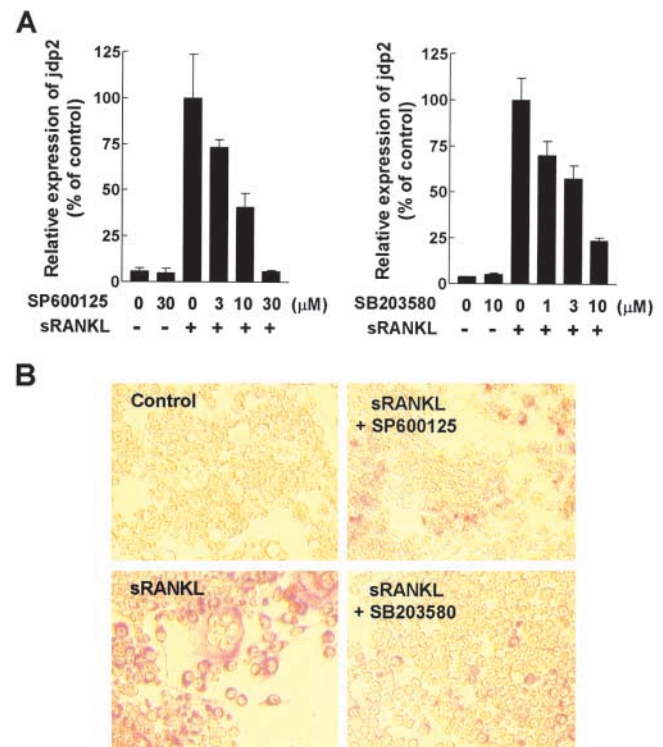 A
Relative expression of jdp2
(% of control)
125
100
75
50
25
0
SP600125 0 30 0 3 10 30 (μM)
sRANKL - - + + + +
Relative expression of jdp2
(% of control)
125
100
75
50
25
0
SB203580 0 10 0 1 3 10 (μM)
sRANKL - - + + + +
B
Control
sRANKL
+ SP600125
sRANKL
sRANKL
+ SB203580